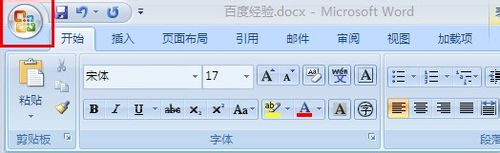 百度经验.docx - Microsoft Word
开始 插入 页面布局 引用 邮件 审阅 视图 加载项
宋体 17 A A wén
粘贴
B I U abc X₂ X² Aa A A 字
剪贴板 字体 段落